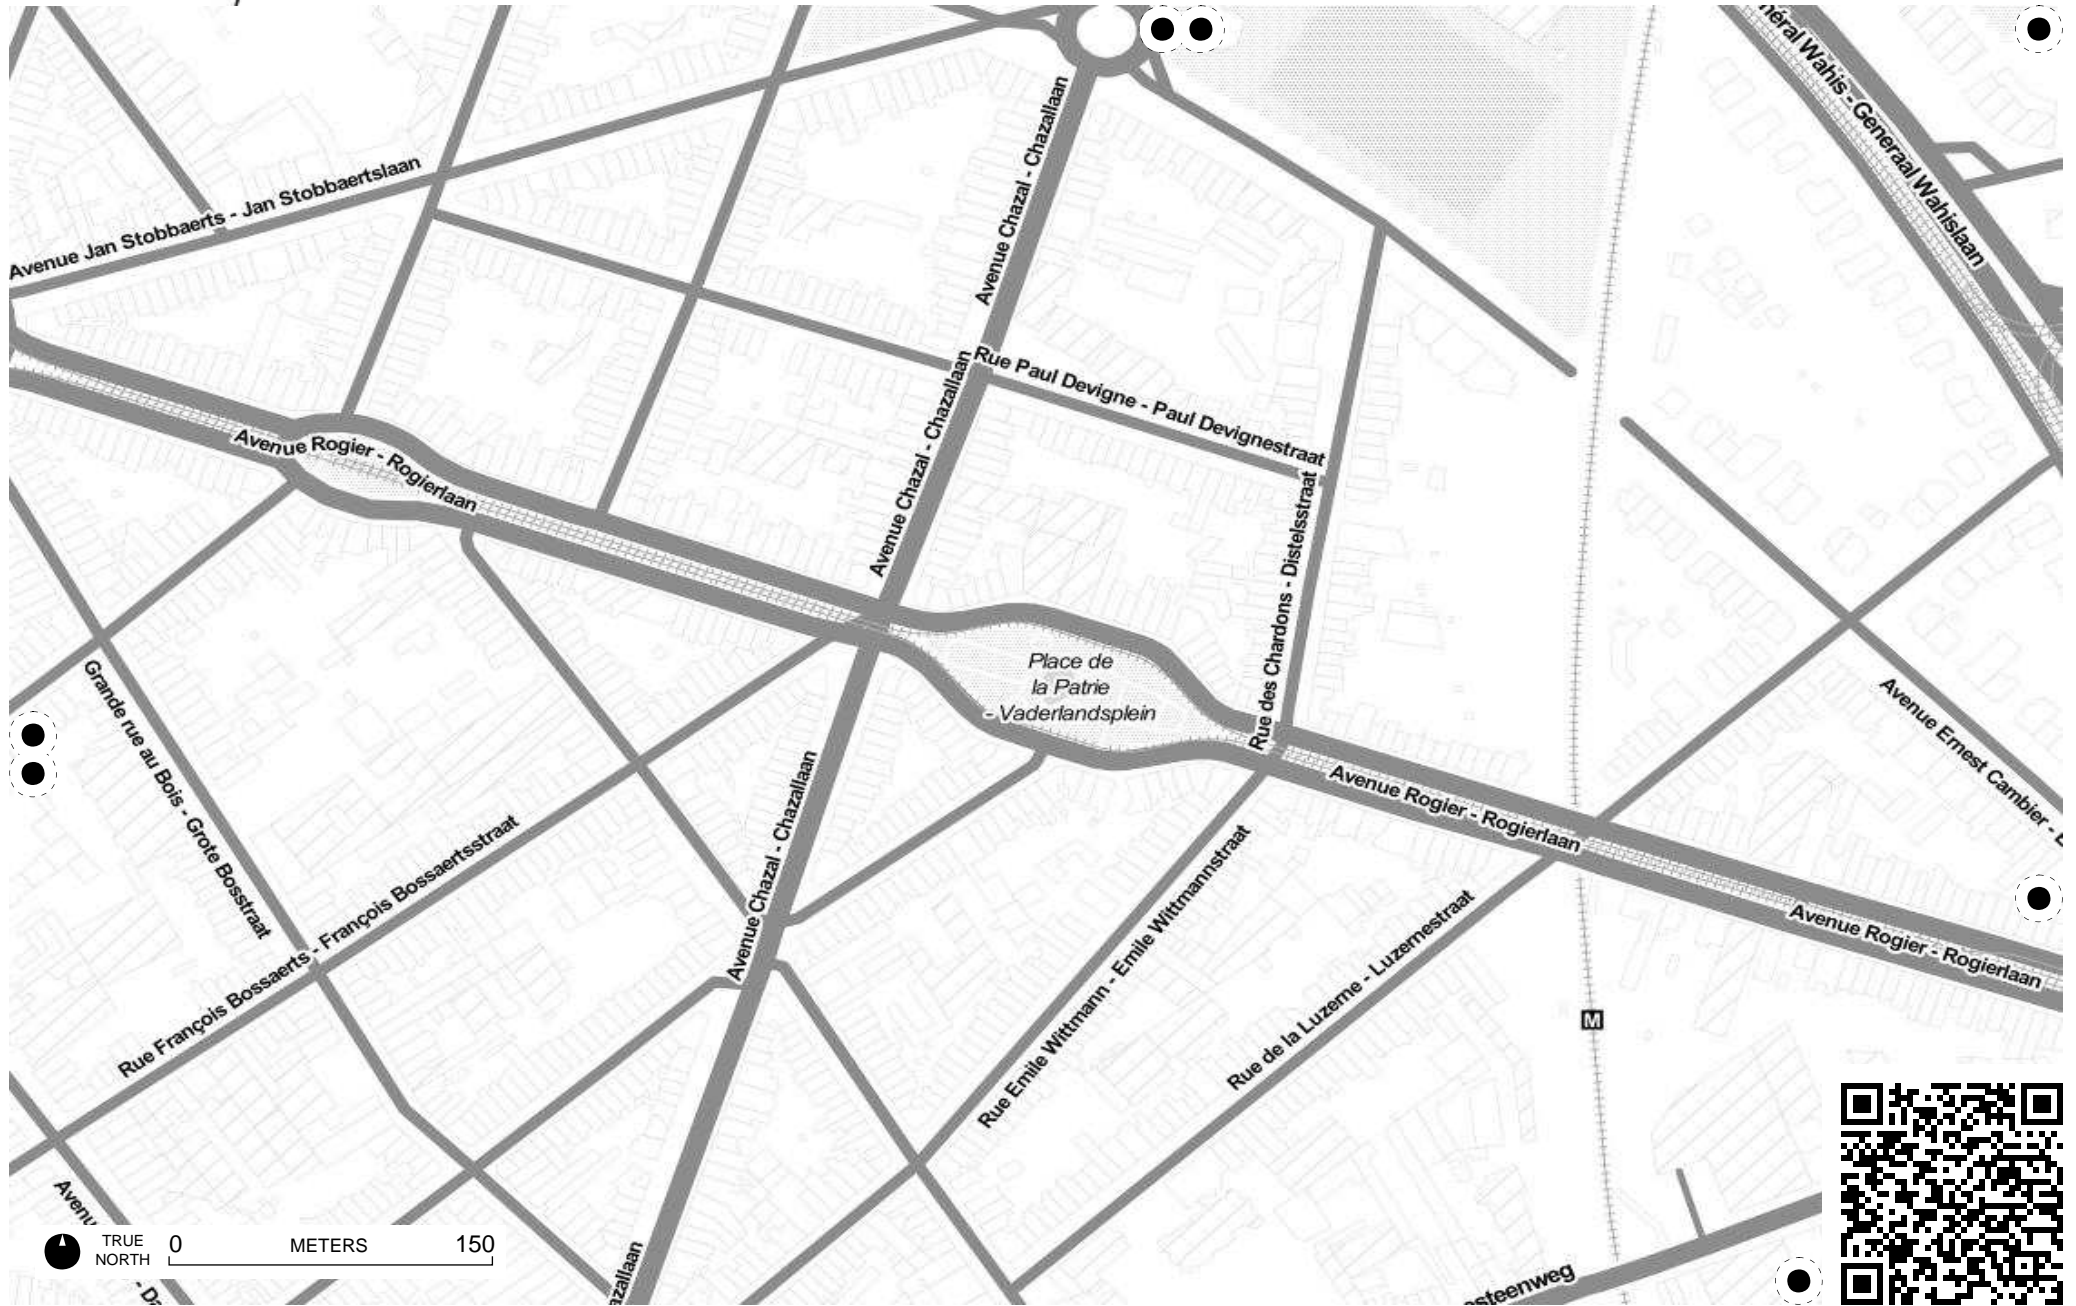 Général Wahis - Generaal Wahislaan
Avenue Chazal - Chazallaan
Avenue Jan Stobbaerts - Jan Stobbaertslaan
Rue Paul Devigne - Paul Devignestraat
Avenue Chazal - Chazallaan
Avenue Rogier - Rogierlaan
Rue des Chardons - Distelsstraat
Place de
la Patrie
- Vaderlandsplein
Grande rue au Bois - Grote Bosstraat
Avenue Ernest Cambier -
Avenue Rogier - Rogierlaan
Avenue Chazal - Chazallaan
Rue François Bossaerts - François Bossaertsstraat
Rue Emile Wittmann - Emile Wittmannstraat
Rue de la Luzerne - Luzernestraat
Avenue Rogier - Rogierlaan
M
TRUE
NORTH
0 METERS 150
azallaan
esteenweg